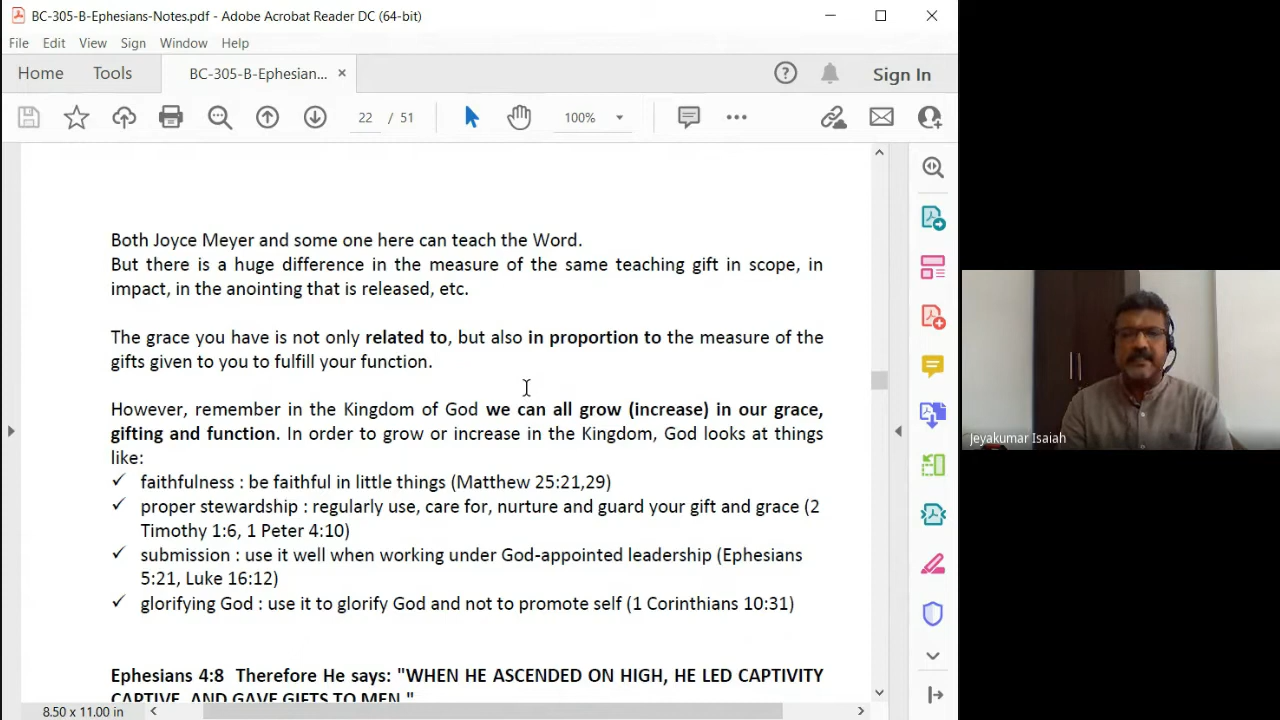 BC-305-B-Ephesians-Notes.pdf - Adobe Acrobat Reader DC (64-bit)
File Edit View Sign Window Help
Home Tools BC-305-B-Ephesian... × Sign In
22 / 51 100%
Both Joyce Meyer and some one here can teach the Word.
But there is a huge difference in the measure of the same teaching gift in scope, in
impact, in the anointing that is released, etc.
The grace you have is not only related to, but also in proportion to the measure of the
gifts given to you to fulfill your function.
However, remember in the Kingdom of God we can all grow (increase) in our grace,
gifting and function. In order to grow or increase in the Kingdom, God looks at things
like:
✓ faithfulness : be faithful in little things (Matthew 25:21,29)
✓ proper stewardship : regularly use, care for, nurture and guard your gift and grace (2
Timothy 1:6, 1 Peter 4:10)
✓ submission : use it well when working under God-appointed leadership (Ephesians
5:21, Luke 16:12)
✓ glorifying God : use it to glorify God and not to promote self (1 Corinthians 10:31)
Ephesians 4:8 Therefore He says: "WHEN HE ASCENDED ON HIGH, HE LED CAPTIVITY
CAPTIVE, AND GAVE GIFTS TO MEN."
8.50 x 11.00 in
Jeyakumar Isaiah